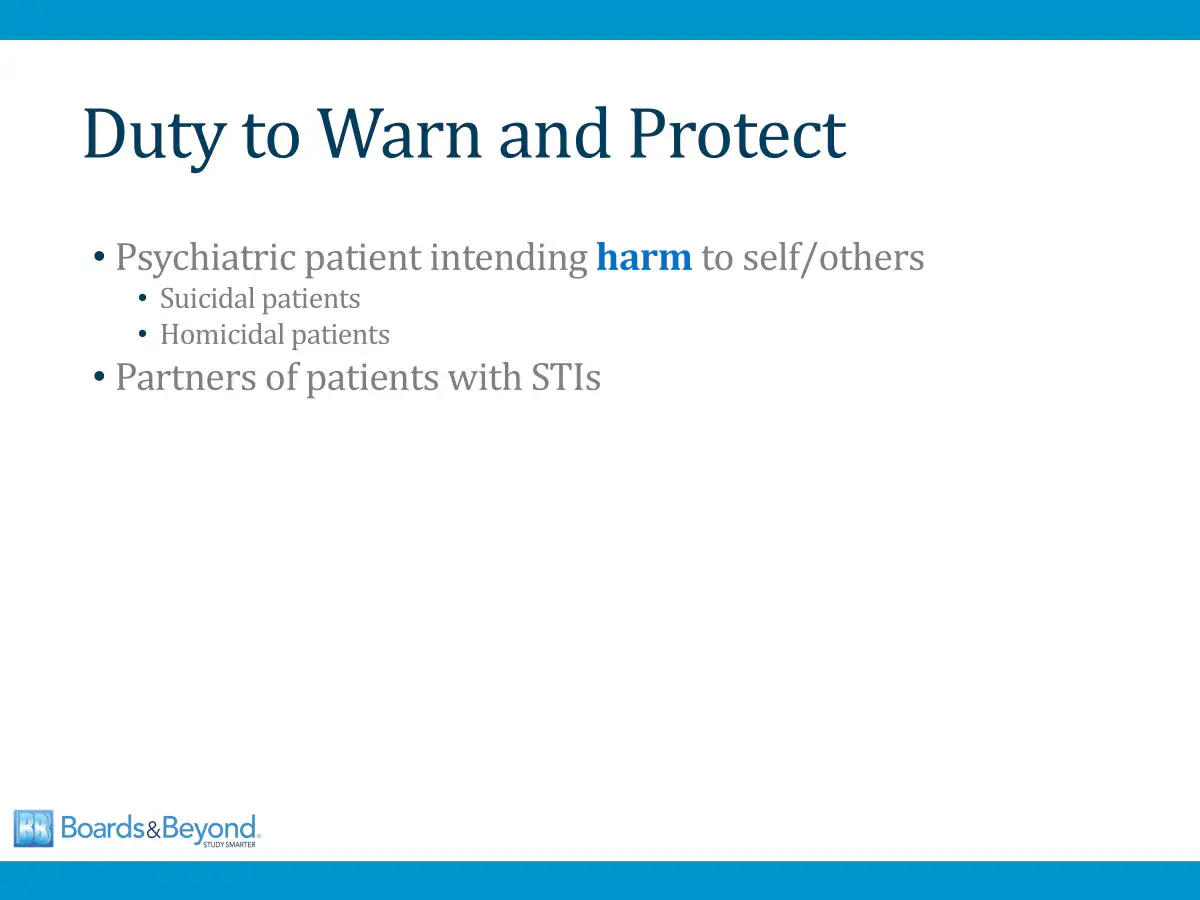 Duty to Warn and Protect
• Psychiatric patient intending harm to self/others
• Suicidal patients
• Homicidal patients
• Partners of patients with STIs
BB Boards&Beyond®
STUDY SMARTER